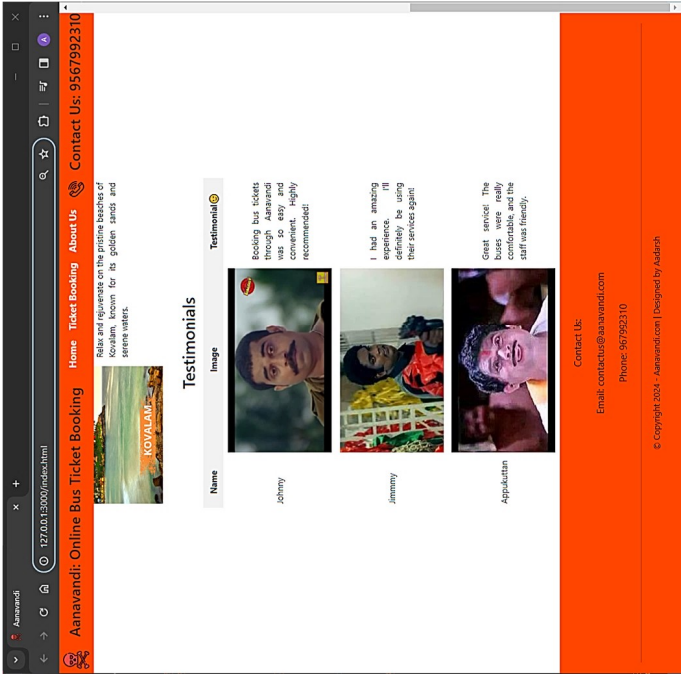 Aanavandi
127.0.0.1:3000/index.html
A
Aanavandi: Online Bus Ticket Booking
Home Ticket Booking About Us
Contact Us: 9567992310
KOVALAM
Relax and rejuvenate on the pristine beaches of
Kovalam, known for its golden sands and
serene waters.
Testimonials
Name Image Testimonial😊
Johnny
Booking bus tickets
through Aanavandi
was so easy and
convenient. Highly
recommended!
Jimmmy
I had an amazing
experience. I'll
definitely be using
their services again!
Appukuttan
Great service! The
buses were really
comfortable, and the
staff was friendly.
Contact Us:
Email: contactus@aanavandi.com
Phone: 967992310
© Copyright 2024 - Aanavandi.com | Designed by Aadarsh